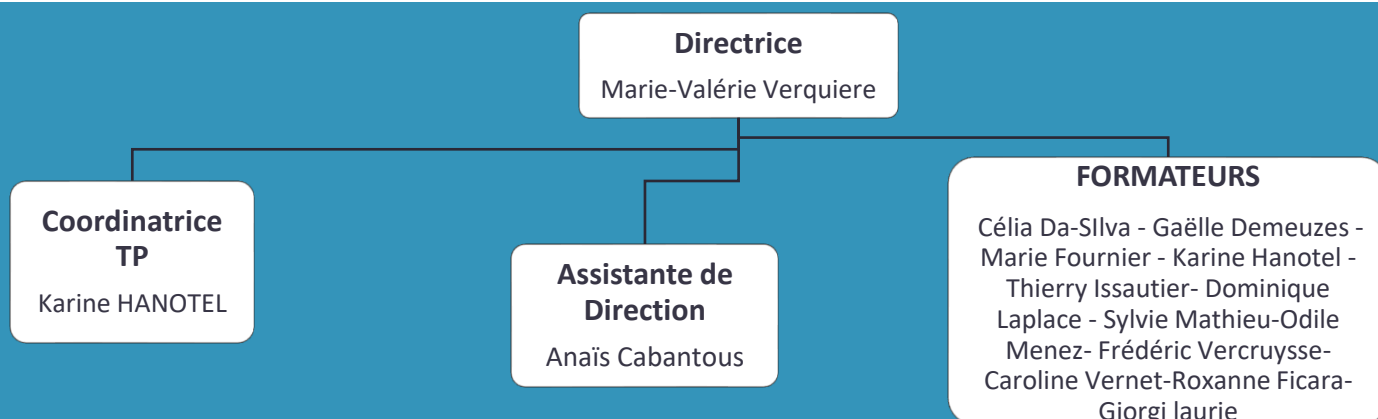 Directrice
Marie-Valérie Verquiere
Coordinatrice
TP
Karine HANOTEL
Assistante de
Direction
Anaïs Cabantous
FORMATEURS
Célia Da-SIlva - Gaëlle Demeuzes -
Marie Fournier - Karine Hanotel -
Thierry Issautier- Dominique
Laplace - Sylvie Mathieu-Odile
Menez- Frédéric Vercruysse-
Caroline Vernet-Roxanne Ficara-
Giorgi laurie